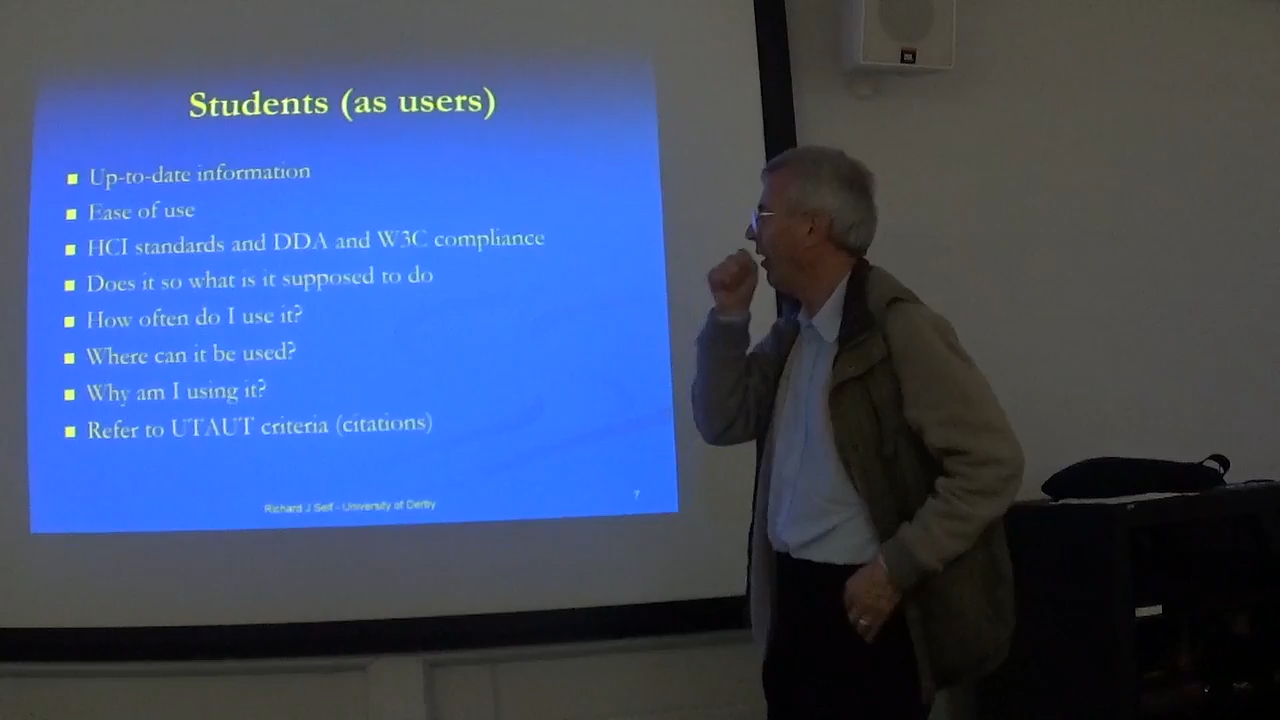 Students (as users)
Up-to-date information
Ease of use
HCI standards and DDA and W3C compliance
Does it so what is it supposed to do
How often do I use it?
Where can it be used?
Why am I using it?
Refer to UTAUT criteria (citations)
Richard J Self - University of Derby
7
JBL